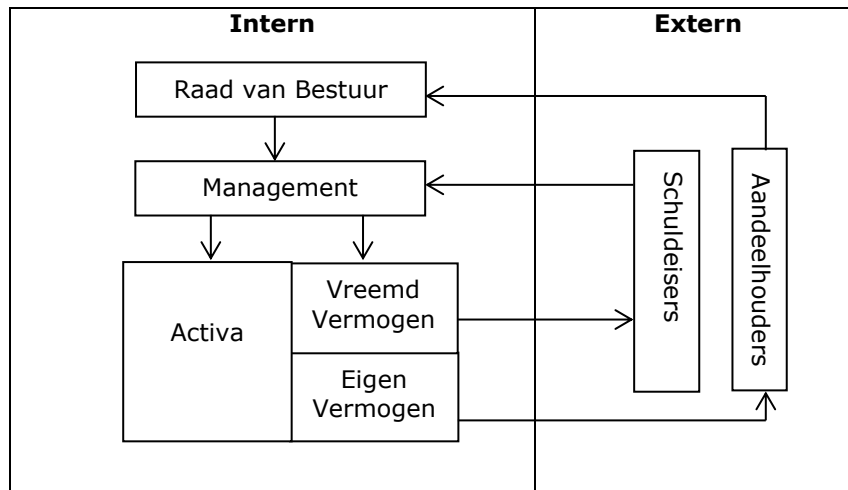 Intern
Extern
Raad van Bestuur
Management
Schuldeisers
Aandeelhouders
Activa
Vreemd
Vermogen
Eigen
Vermogen